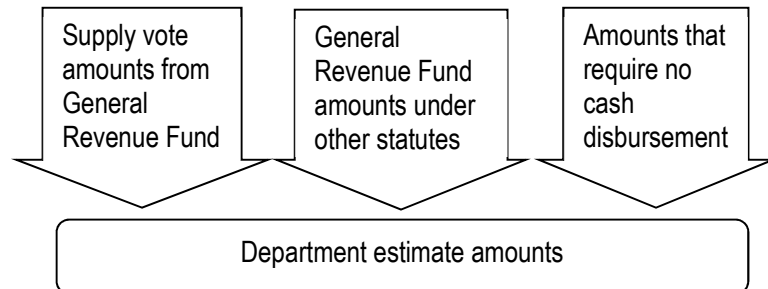 Supply vote
amounts from
General
Revenue Fund
General
Revenue Fund
amounts under
other statutes
Amounts that
require no
cash
disbursement
Department estimate amounts